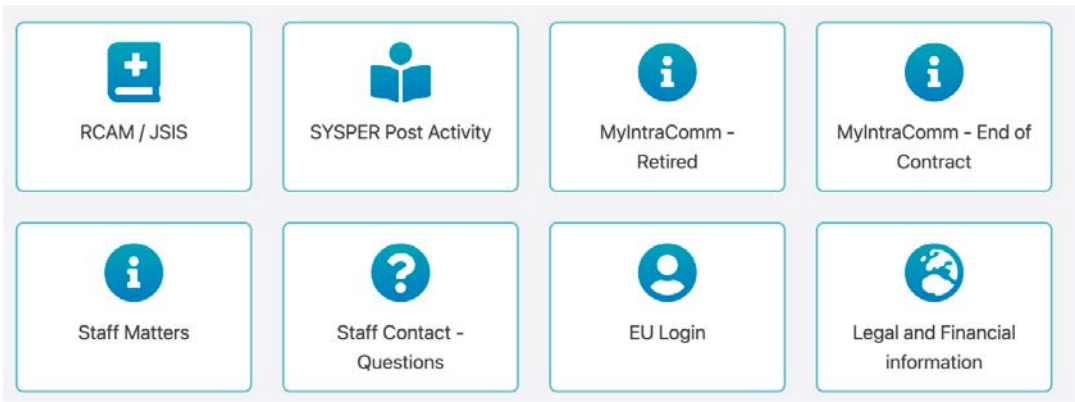 RCAM / JSIS
SYSPER Post Activity
MyIntraComm -
Retired
MyIntraComm - End of
Contract
Staff Matters
Staff Contact -
Questions
EU Login
Legal and Financial
information